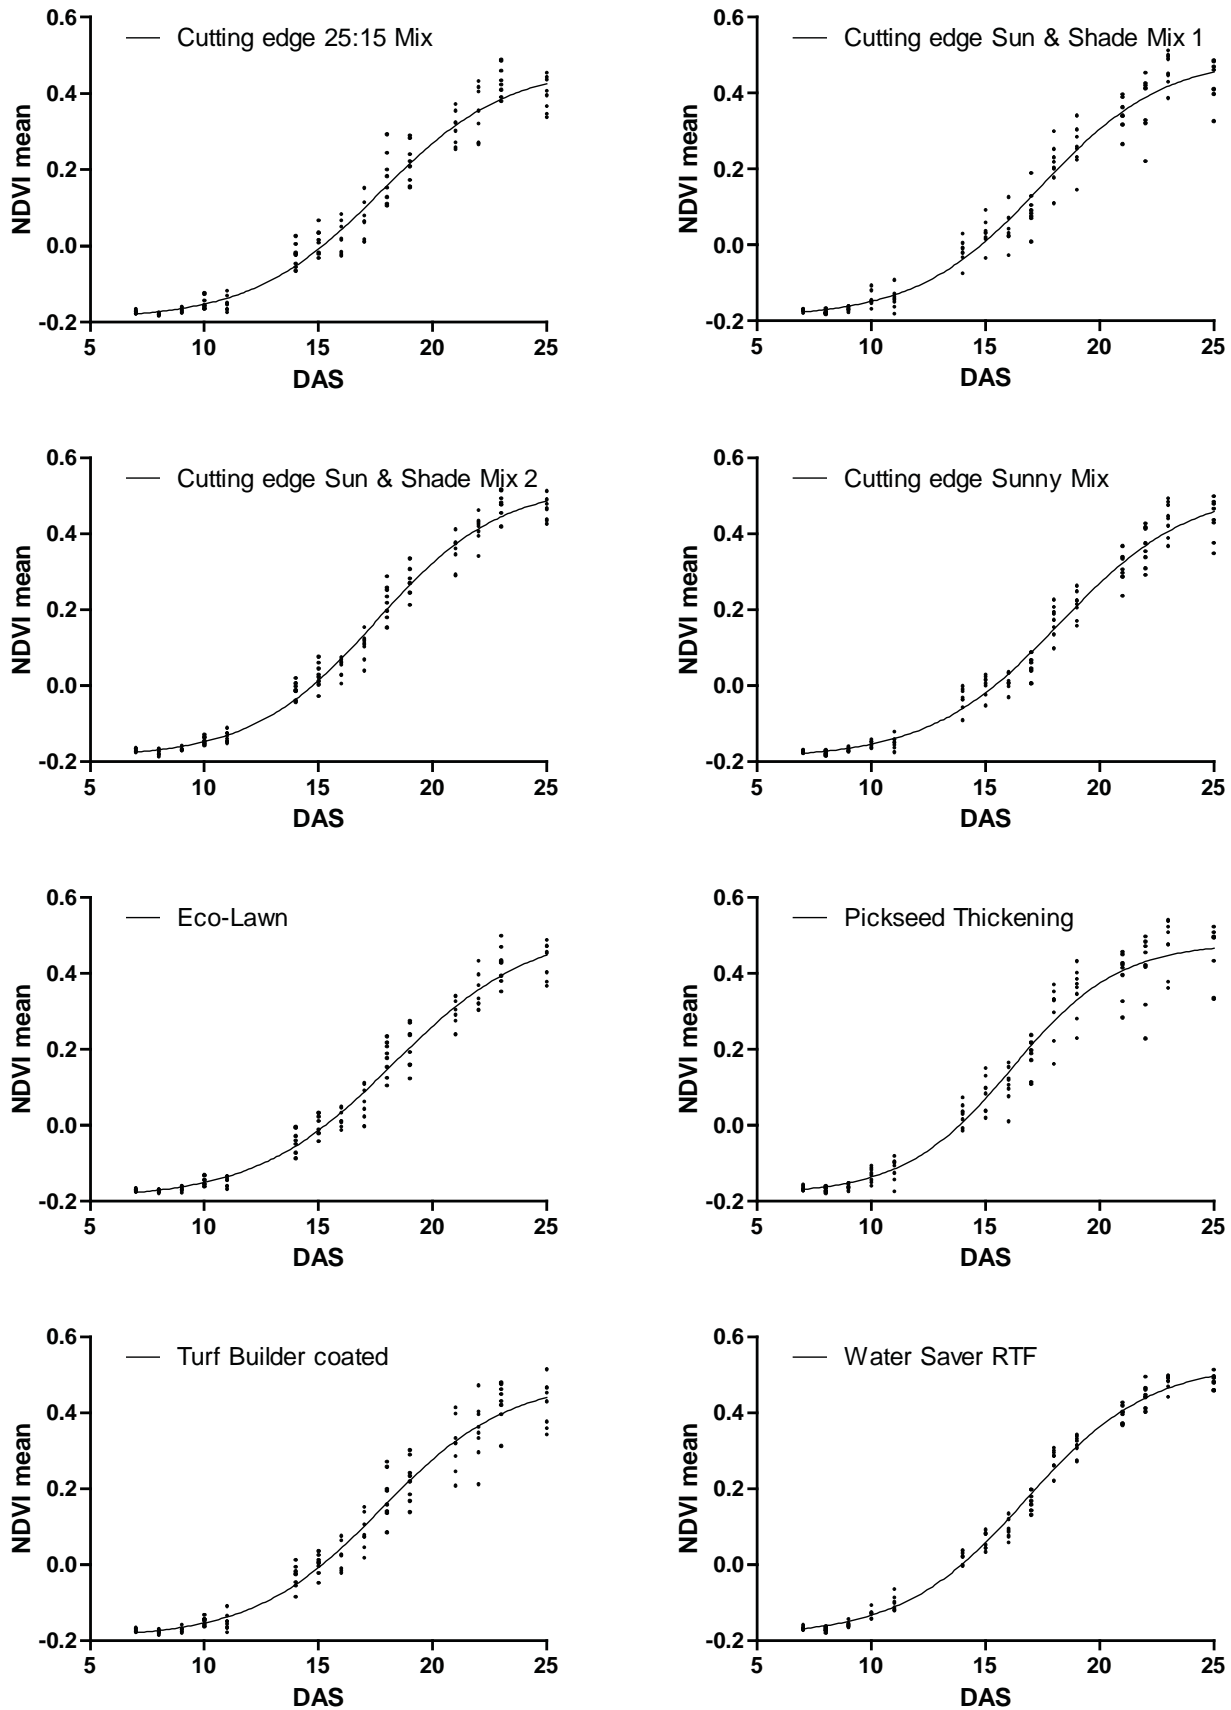 Cutting edge 25:15 Mix
NDVI mean
0.6
0.4
0.2
0.0
-0.2
5 10 15 20 25
DAS
Cutting edge Sun & Shade Mix 1
NDVI mean
0.6
0.4
0.2
0.0
-0.2
5 10 15 20 25
DAS
Cutting edge Sun & Shade Mix 2
NDVI mean
0.6
0.4
0.2
0.0
-0.2
5 10 15 20 25
DAS
Cutting edge Sunny Mix
NDVI mean
0.6
0.4
0.2
0.0
-0.2
5 10 15 20 25
DAS
Eco-Lawn
NDVI mean
0.6
0.4
0.2
0.0
-0.2
5 10 15 20 25
DAS
Pickseed Thickening
NDVI mean
0.6
0.4
0.2
0.0
-0.2
5 10 15 20 25
DAS
Turf Builder coated
NDVI mean
0.6
0.4
0.2
0.0
-0.2
5 10 15 20 25
DAS
Water Saver RTF
NDVI mean
0.6
0.4
0.2
0.0
-0.2
5 10 15 20 25
DAS